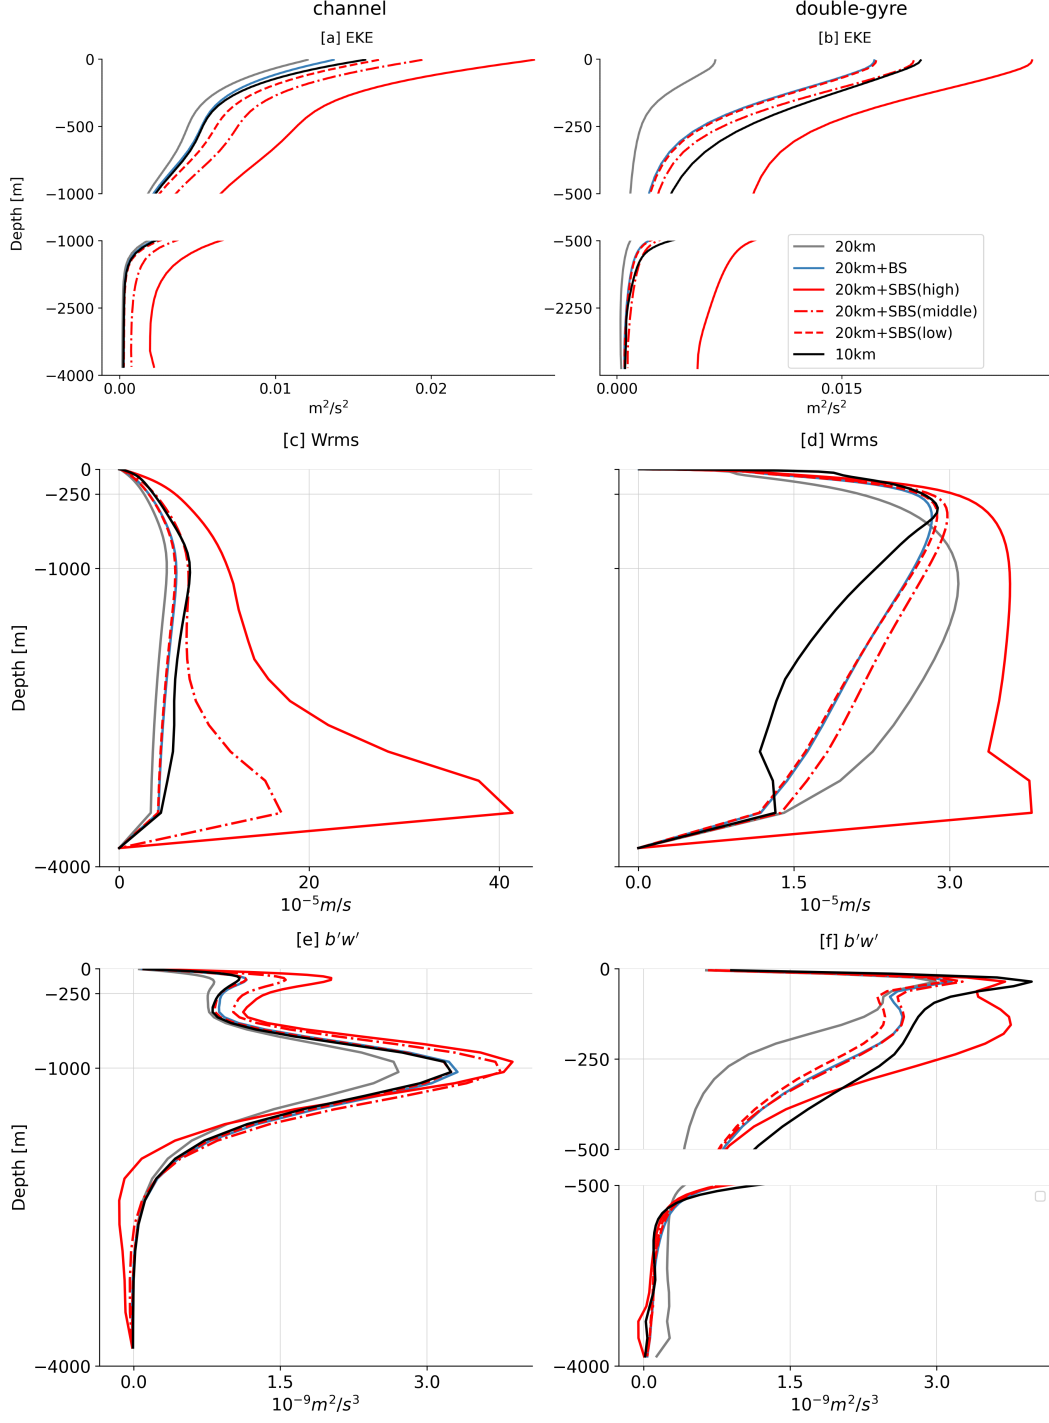 channel
double-gyre
[a] EKE
[b] EKE
0
−500
−1000
−1000
−2500
−4000
0.00
0.01
0.02
m²/s²
Depth [m]
0
−250
−500
−500
−2250
0.000
0.015
m²/s²
20km
20km+BS
20km+SBS(high)
20km+SBS(middle)
20km+SBS(low)
10km
[c] Wrms
[d] Wrms
0
−250
−1000
−4000
0
20
40
10⁻⁵m/s
Depth [m]
0.0
1.5
3.0
10⁻⁵m/s
[e] b′w′
[f] b′w′
0
−250
−1000
−4000
0.0
1.5
3.0
10⁻⁹m²/s³
Depth [m]
0
−250
−500
−500
−4000
0.0
1.5
3.0
10⁻⁹m²/s³